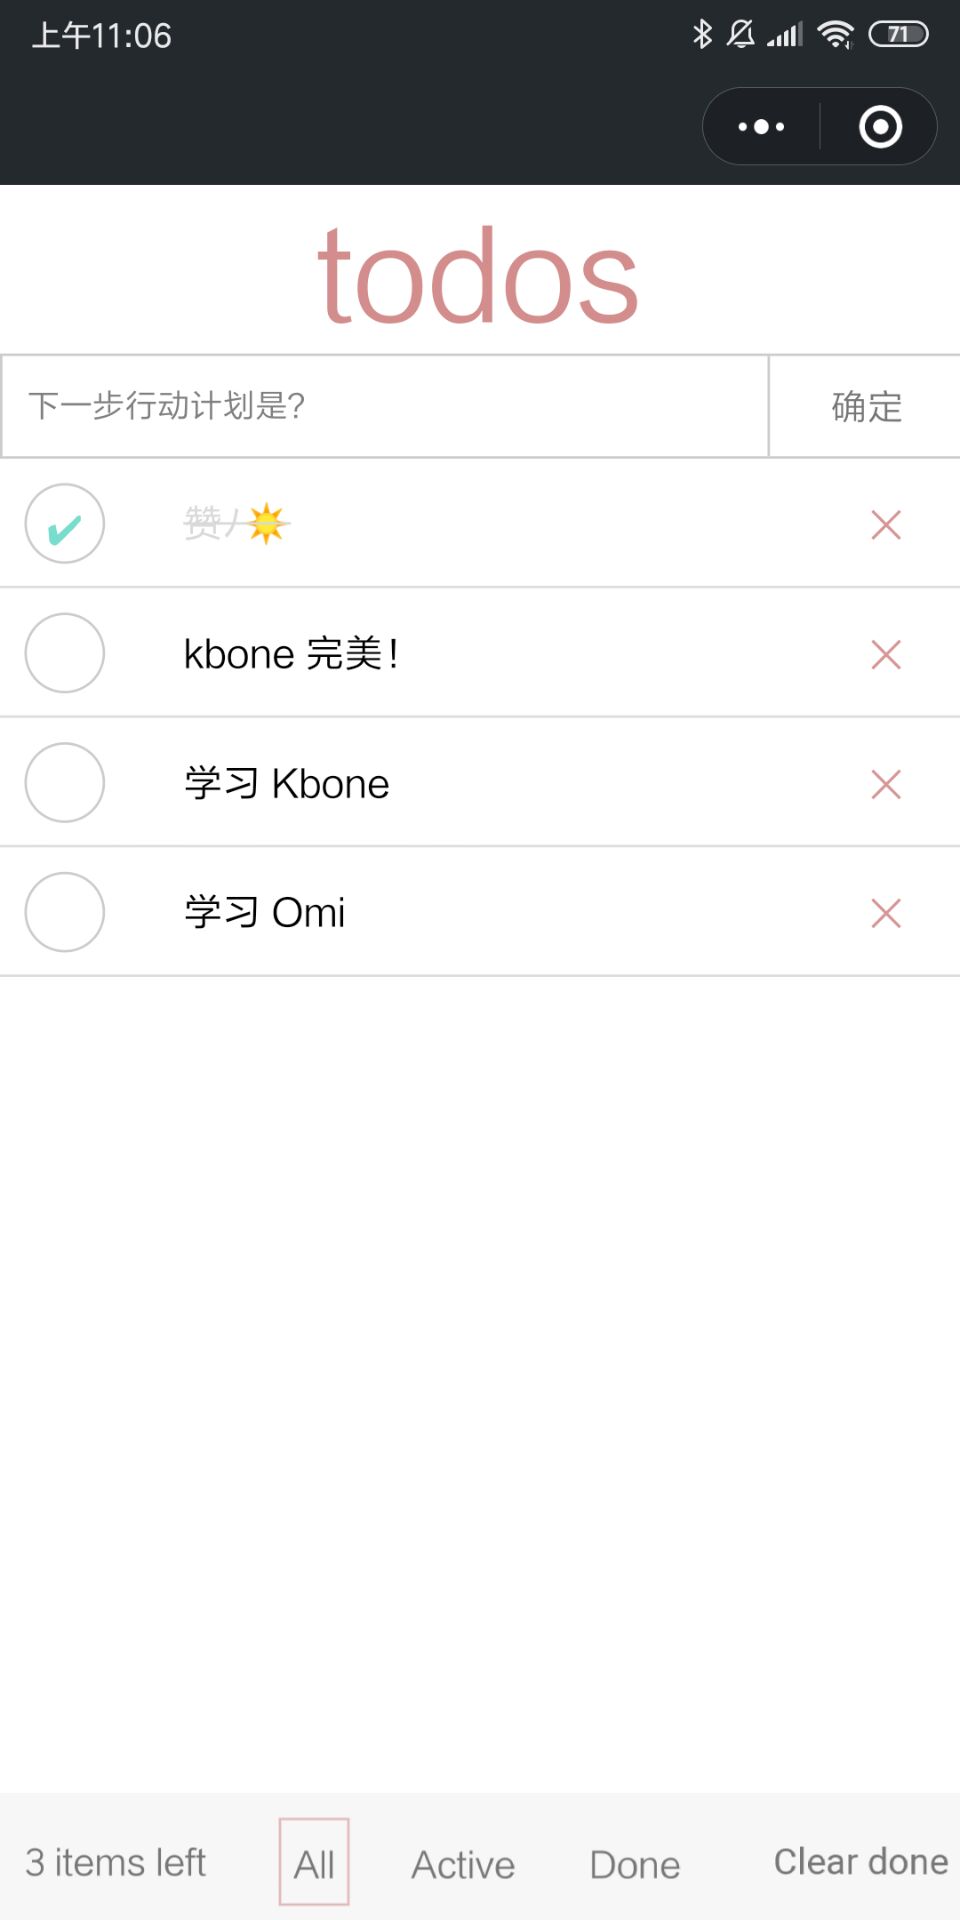 上午11:06
71
todos
下一步行动计划是?
确定
赞/☀️
kbone 完美!
学习 Kbone
学习 Omi
3 items left
All
Active
Done
Clear done